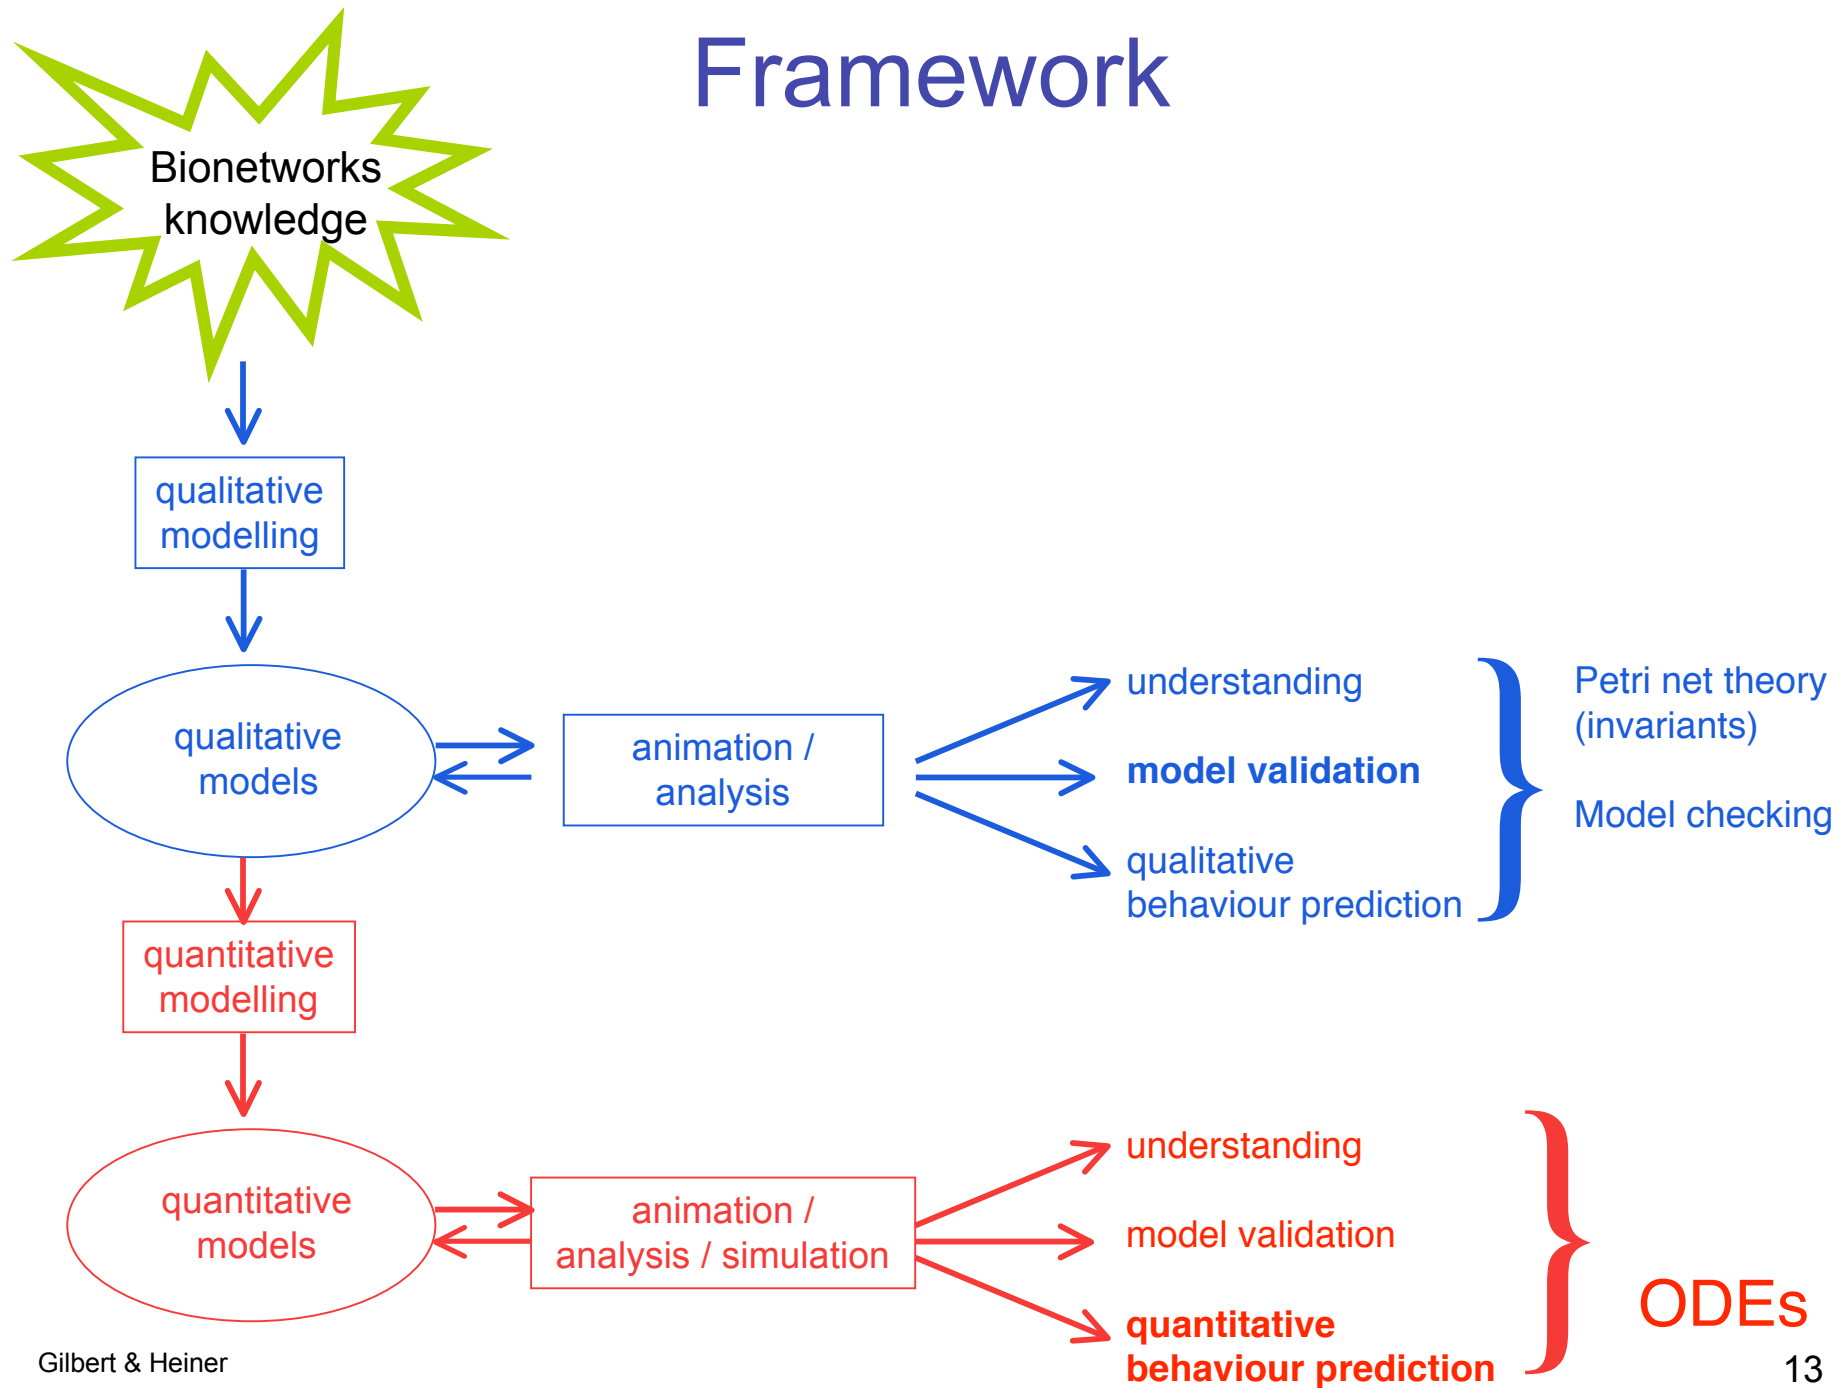 Framework
Bionetworks
knowledge
qualitative
modelling
qualitative
models
animation /
analysis
understanding
model validation
qualitative
behaviour prediction
Petri net theory
(invariants)
Model checking
quantitative
modelling
quantitative
models
animation /
analysis / simulation
understanding
model validation
quantitative
behaviour prediction
ODEs
Gilbert & Heiner
13